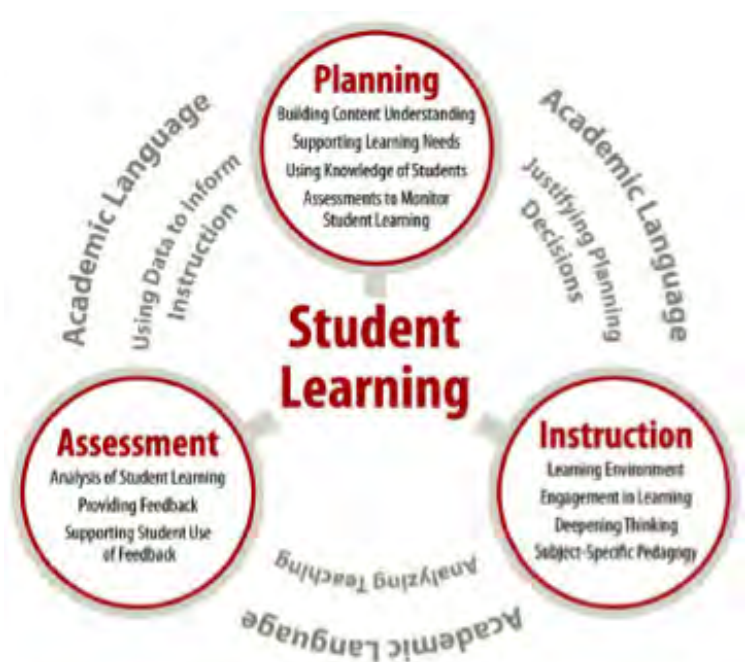 Planning
Building Content Understanding
Supporting Learning Needs
Using Knowledge of Students
Assessments to Monitor
Student Learning
Academic Language
Using Data to Inform
Instruction
Academic Language
Justifying Planning
Decisions
Student
Learning
Assessment
Analysis of Student Learning
Providing Feedback
Supporting Student Use
of Feedback
Instruction
Learning Environment
Engagement in Learning
Deepening Thinking
Subject-Specific Pedagogy
Analyzing Teaching
Academic Language